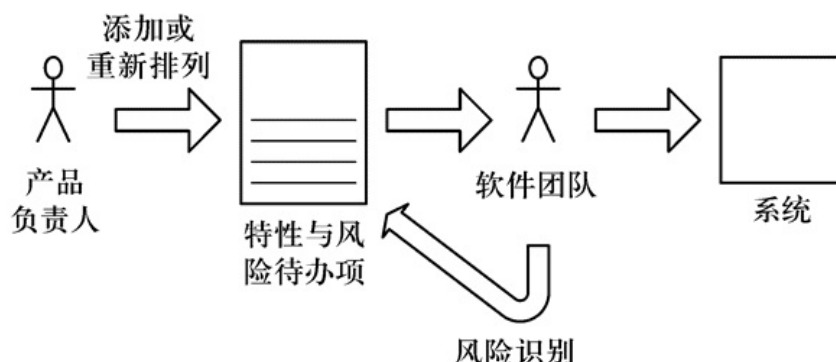 添加或
重新排列
产品
负责人
特性与风
险待办项
软件团队
系统
风险识别